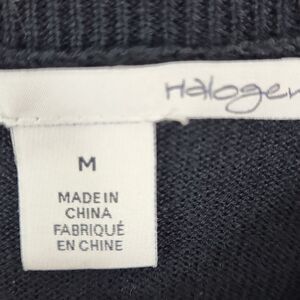 Halogen
M
MADE IN
CHINA
FABRIQUÉ
EN CHINE